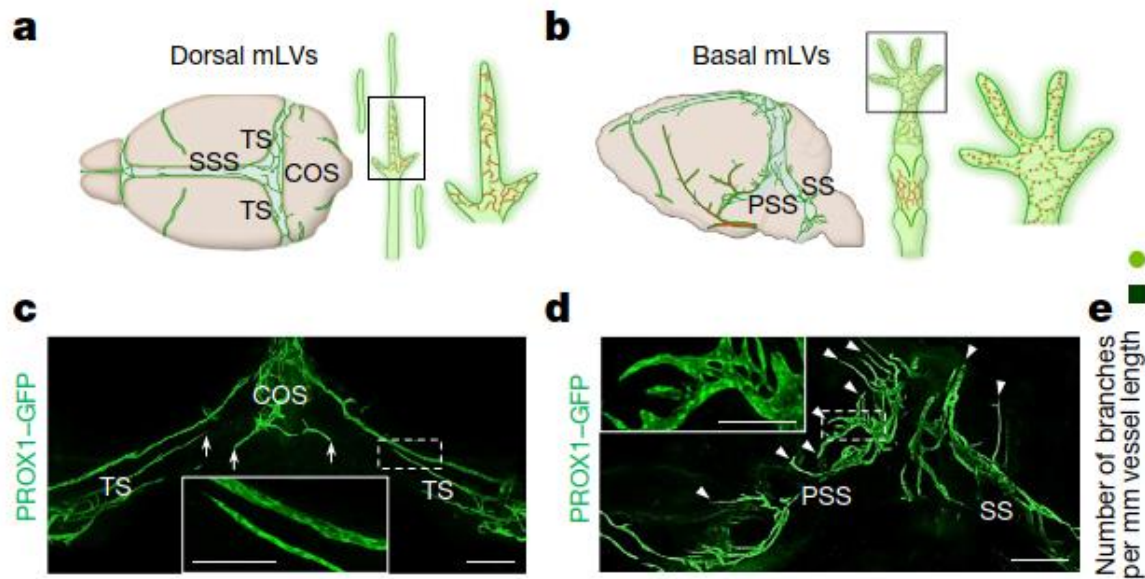 a
Dorsal mLVs
TS
SSS
COS
TS
b
Basal mLVs
SS
PSS
c
PROX1–GFP
COS
TS
TS
d
PROX1–GFP
PSS
SS
e
Number of branches
per mm vessel length